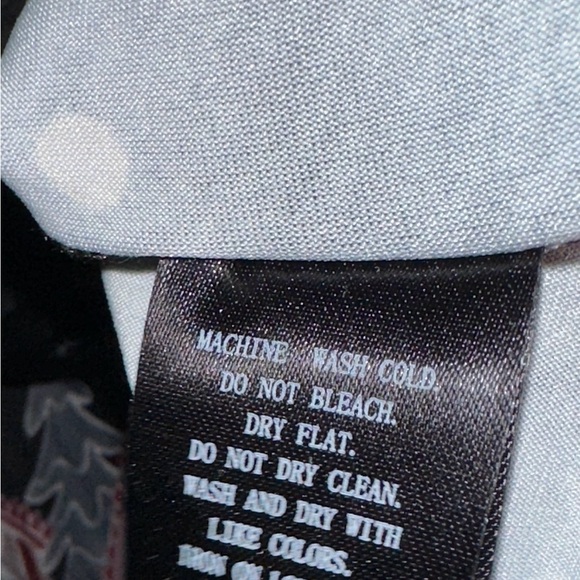 MACHINE WASH COLD.
DO NOT BLEACH.
DRY FLAT.
DO NOT DRY CLEAN.
WASH AND DRY WITH
LIKE COLORS.
IRON ON